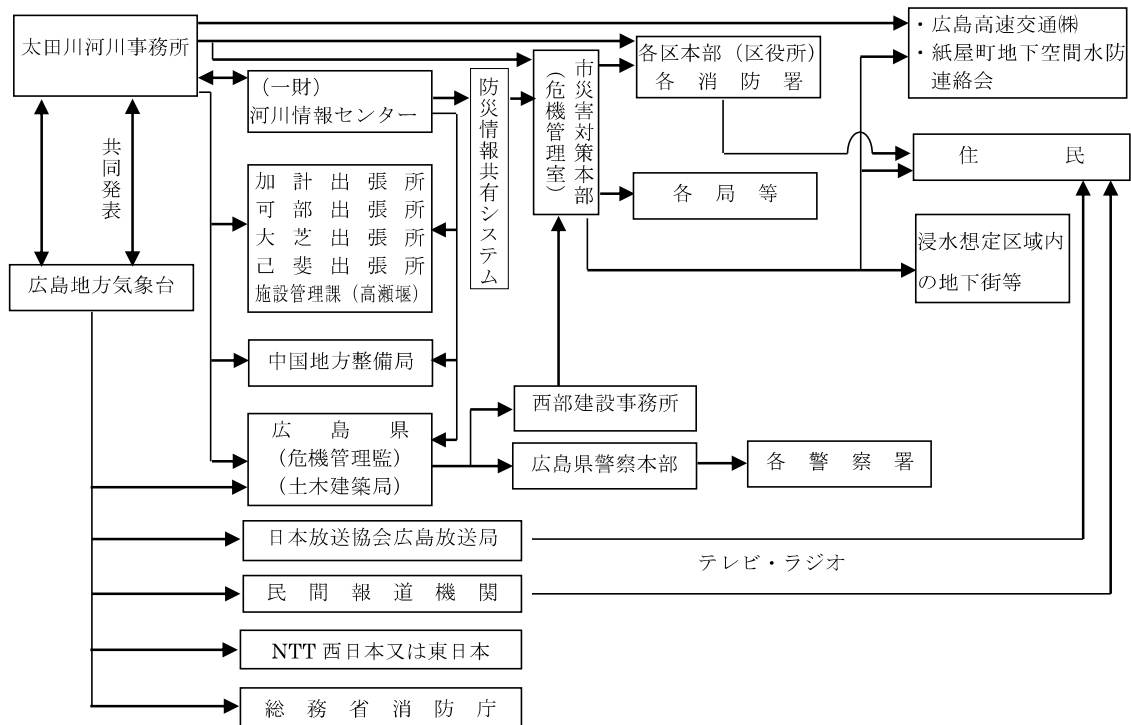 太田川河川事務所
・広島高速交通㈱
・紙屋町地下空間水防
連絡会
各区本部（区役所）
各消防署
（一財）
河川情報センター
防災情報共有システム
市災害対策本部
（危機管理室）
共同発表
住民
加計出張所
可部出張所
大芝出張所
己斐出張所
施設管理課（高瀬堰）
各局等
浸水想定区域内
の地下街等
広島地方気象台
中国地方整備局
西部建設事務所
広島県
（危機管理監）
（土木建築局）
広島県警察本部
各警察署
日本放送協会広島放送局
テレビ・ラジオ
民間報道機関
NTT 西日本又は東日本
総務省消防庁